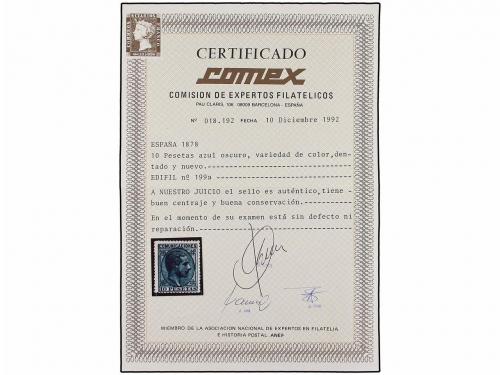 CERTIFICADO
comex
COMISION DE EXPERTOS FILATELICOS
PAU CLARIS, 106 08009 BARCELONA - ESPAÑA
Nº 018.192 FECHA 10 Diciembre 1992
ESPAÑA 1878
10 Pesetas azul oscuro, variedad de color,den-
tado y nuevo.
EDIFIL nº 199a
A NUESTRO JUICIO el sello es auténtico,tiene
buen centraje y buena conservación.
En el momento de su examen está sin defecto ni
reparación.
COMUNICACIONES
10 PESETAS
MIEMBRO DE LA ASOCIACION NACIONAL DE EXPERTOS EN FILATELIA
E HISTORIA POSTAL ANEF